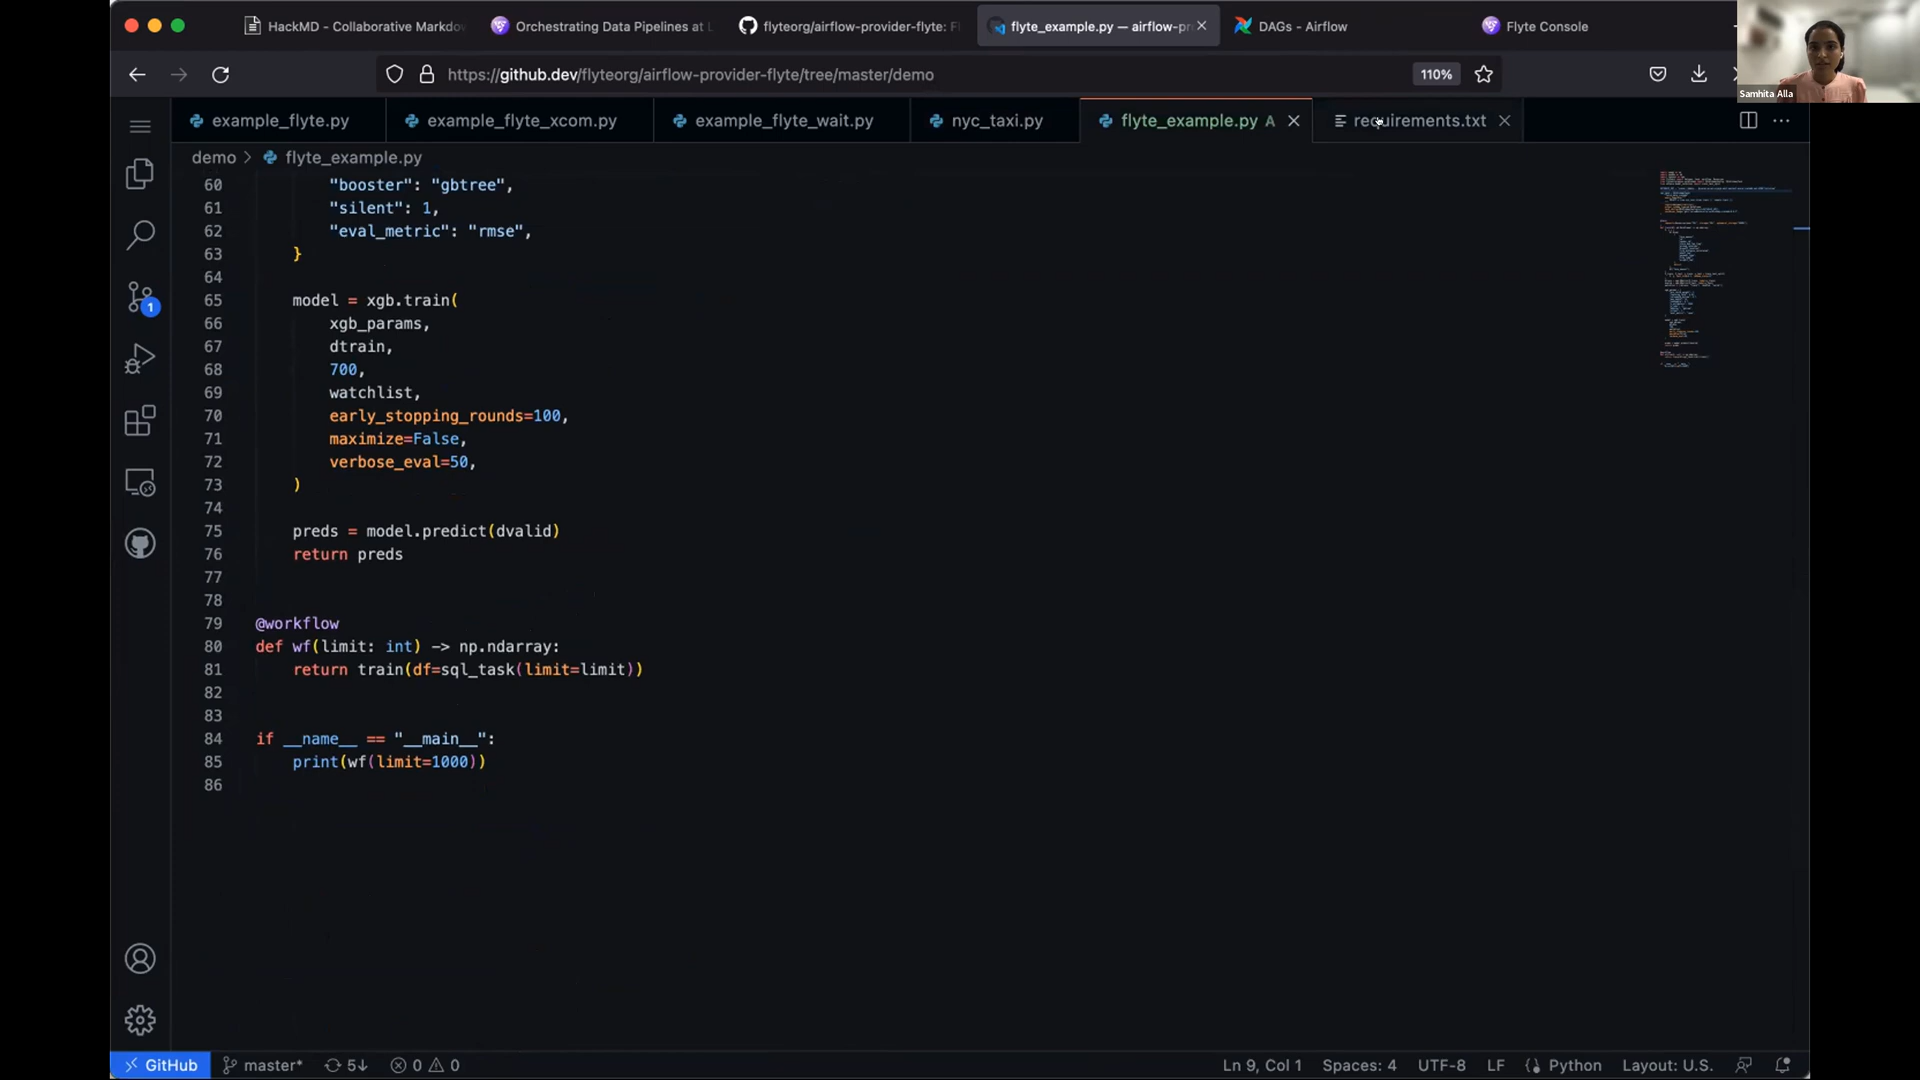 HackMD - Collaborative Markdow
Orchestrating Data Pipelines at L
flyteorg/airflow-provider-flyte: F
flyte_example.py — airflow-pr
DAGs - Airflow
Flyte Console
https://github.dev/flyteorg/airflow-provider-flyte/tree/master/demo
110%
Samhita Alla
example_flyte.py
example_flyte_xcom.py
example_flyte_wait.py
nyc_taxi.py
flyte_example.py A
requirements.txt
demo > flyte_example.py
60 "booster": "gbtree",
61 "silent": 1,
62 "eval_metric": "rmse",
63 }
64
65 model = xgb.train(
66 xgb_params,
67 dtrain,
68 700,
69 watchlist,
70 early_stopping_rounds=100,
71 maximize=False,
72 verbose_eval=50,
73 )
74
75 preds = model.predict(dvalid)
76 return preds
77
78
79 @workflow
80 def wf(limit: int) -> np.ndarray:
81 return train(df=sql_task(limit=limit))
82
83
84 if __name__ == "__main__":
85 print(wf(limit=1000))
86
1
GitHub
master*
5↓
0
0
Ln 9, Col 1
Spaces: 4
UTF-8
LF
Python
Layout: U.S.